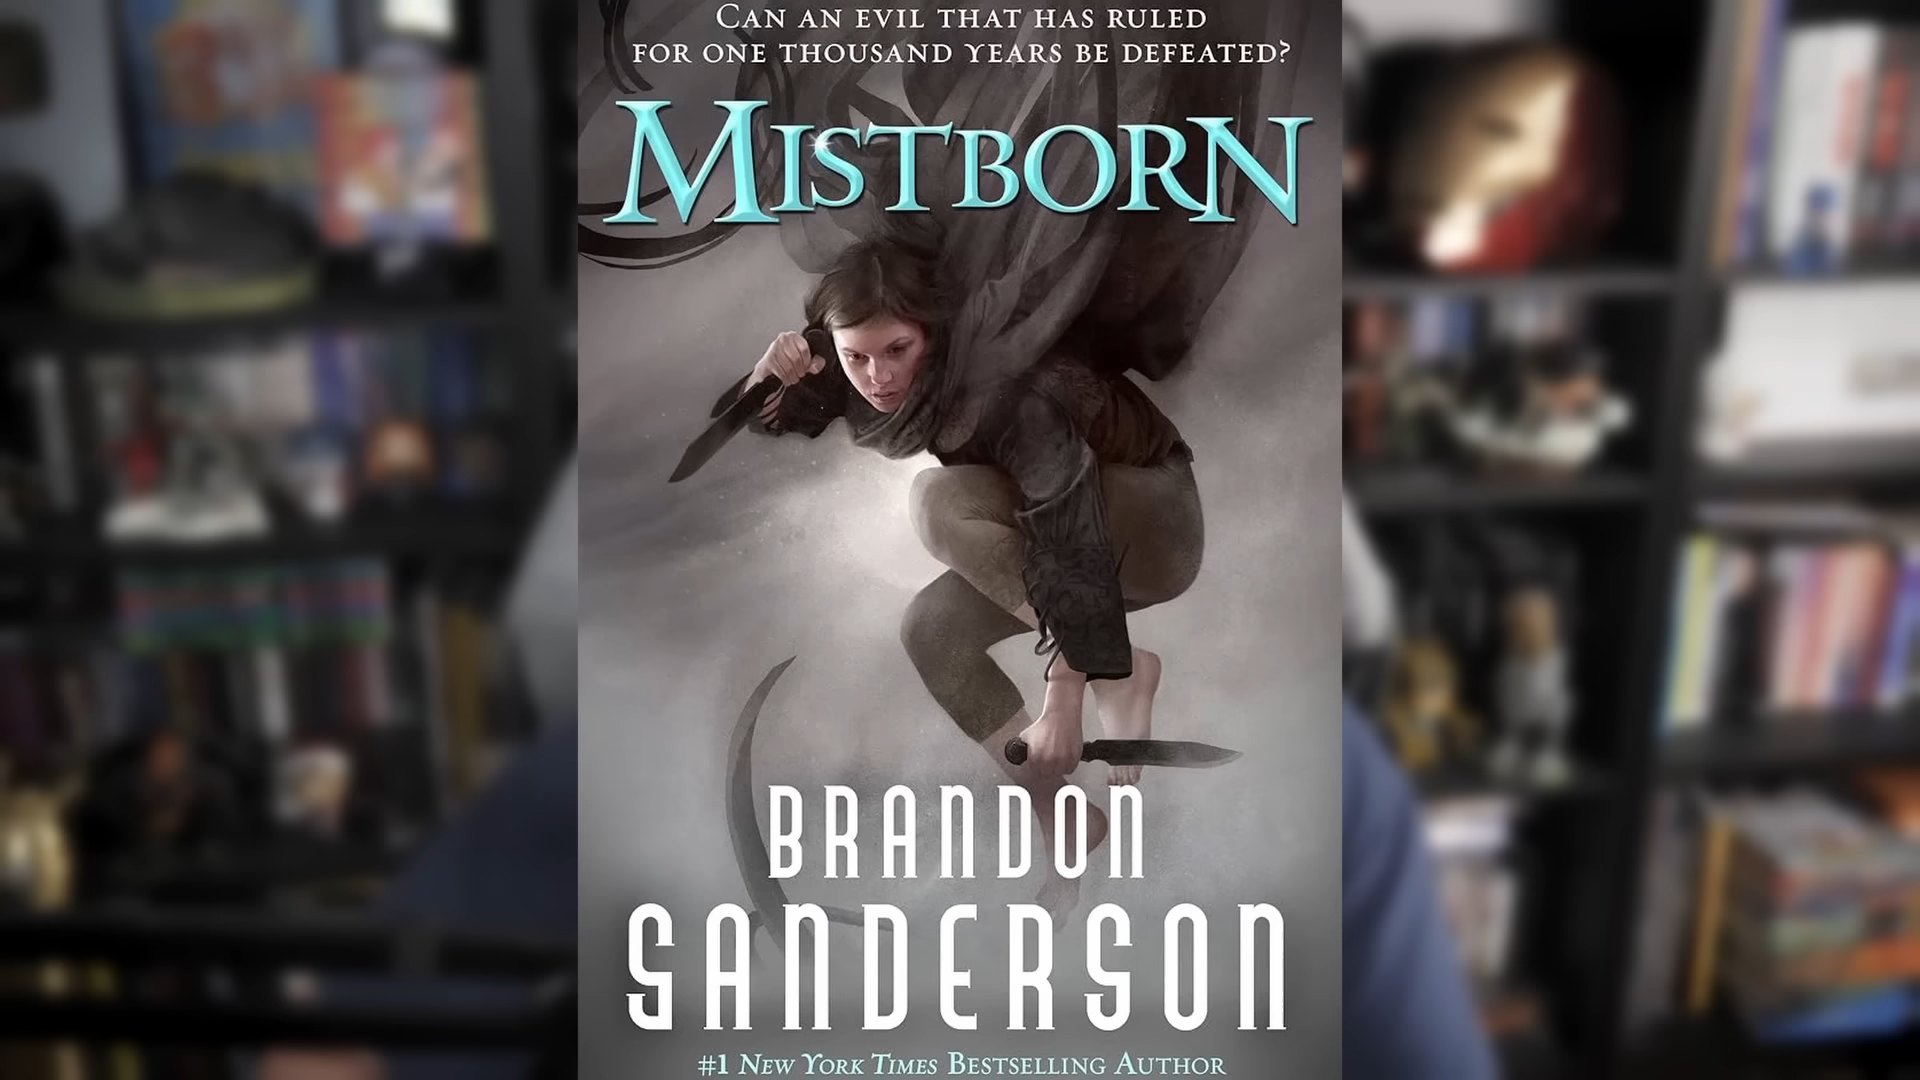 CAN AN EVIL THAT HAS RULED
FOR ONE THOUSAND YEARS BE DEFEATED?
MISTBORN
BRANDON
SANDERSON
#1 NEW YORK TIMES BESTSELLING AUTHOR